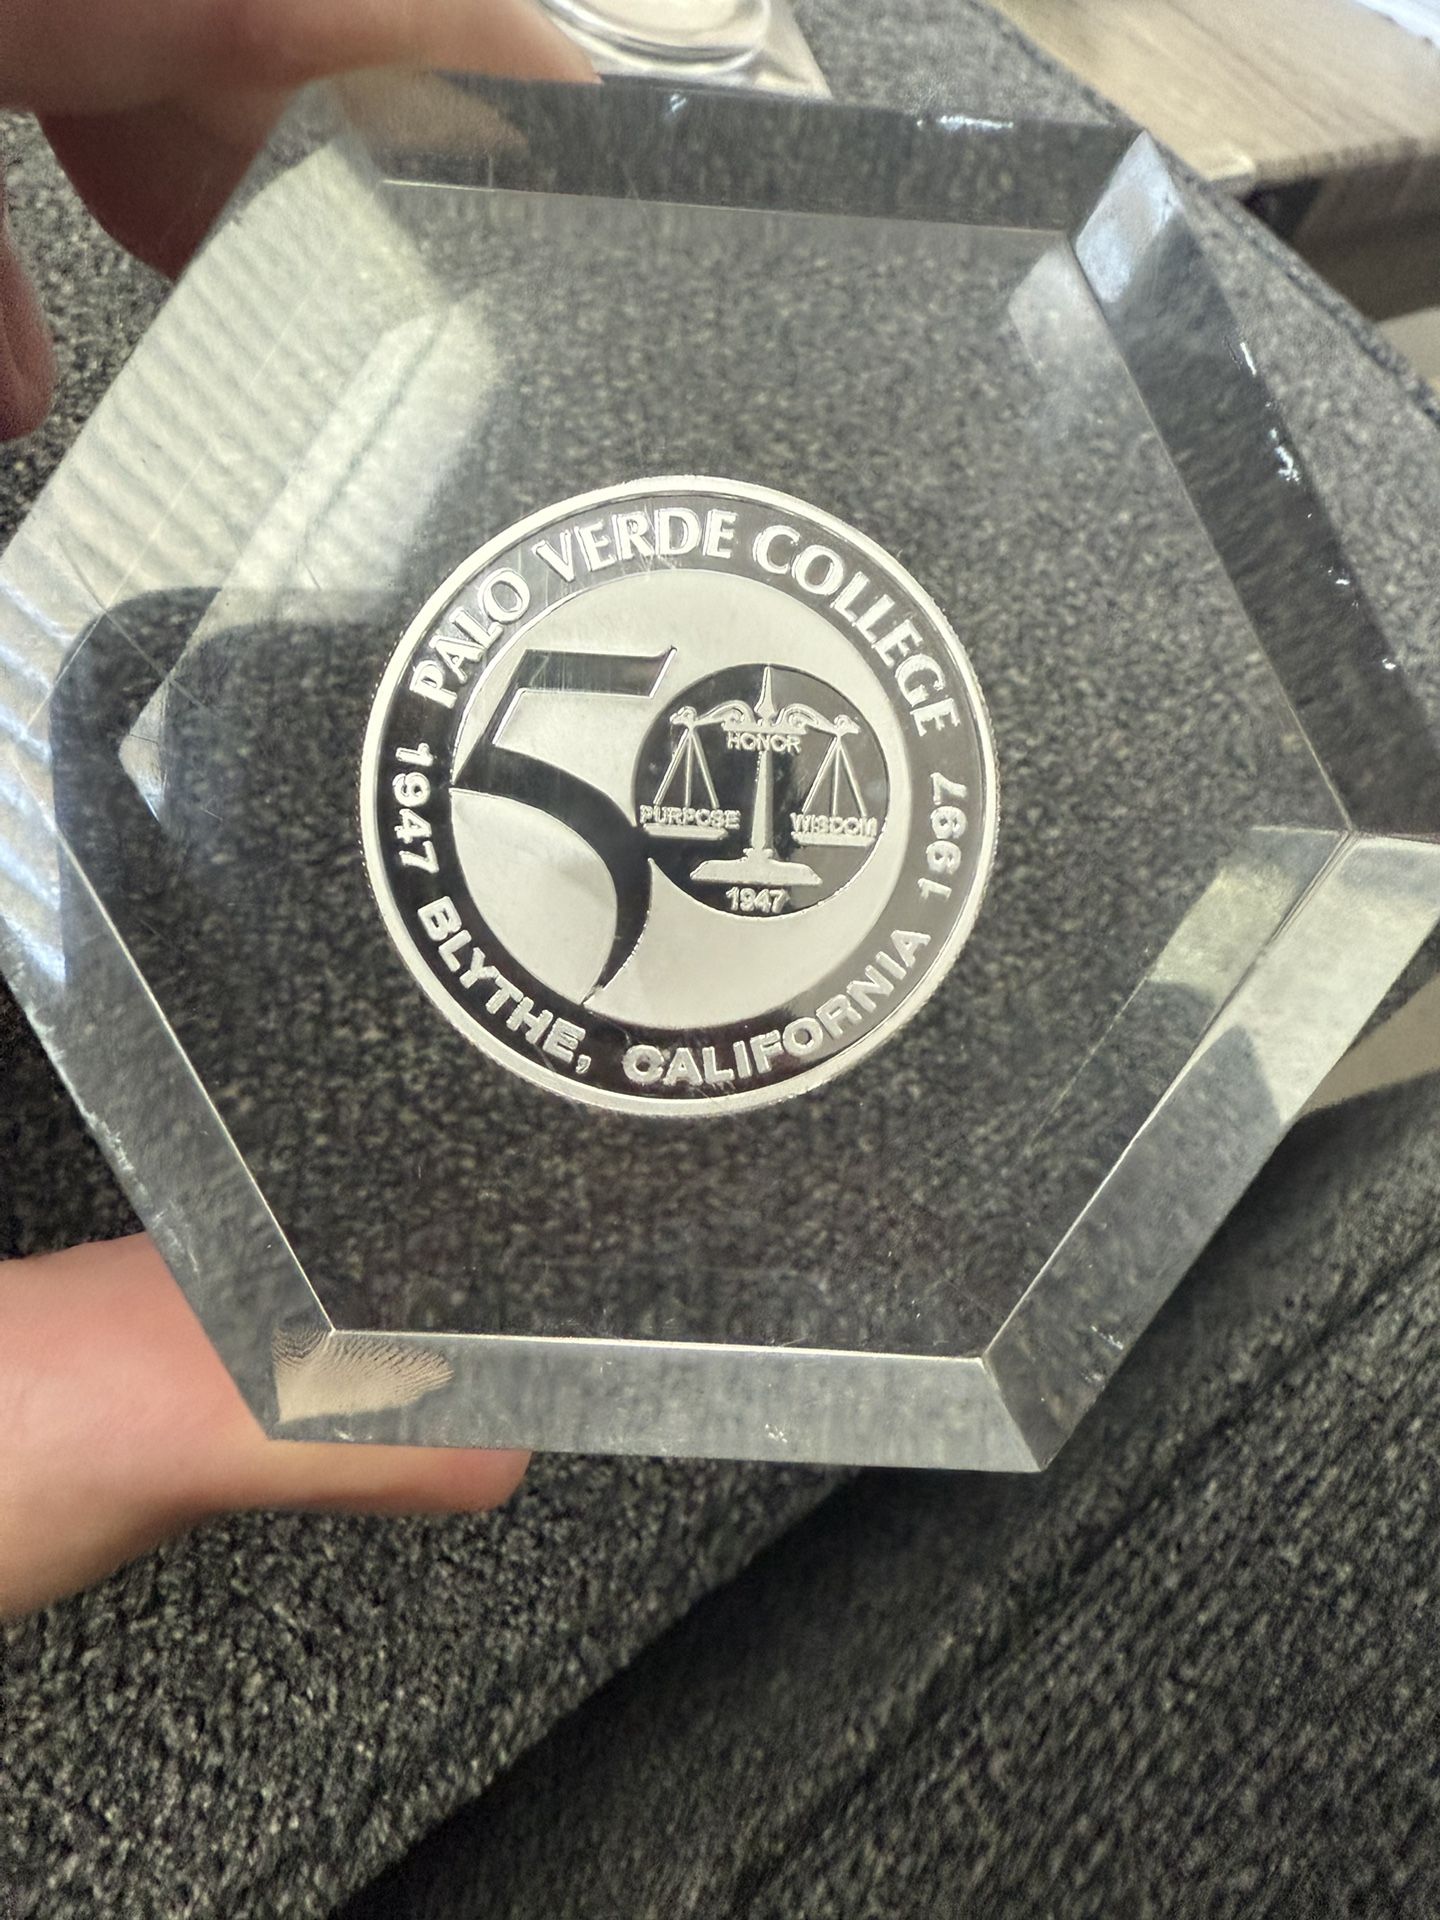 PALO VERDE COLLEGE
50
HONOR
PURPOSE WISDOM
1947
1947 BLYTHE, CALIFORNIA 1997